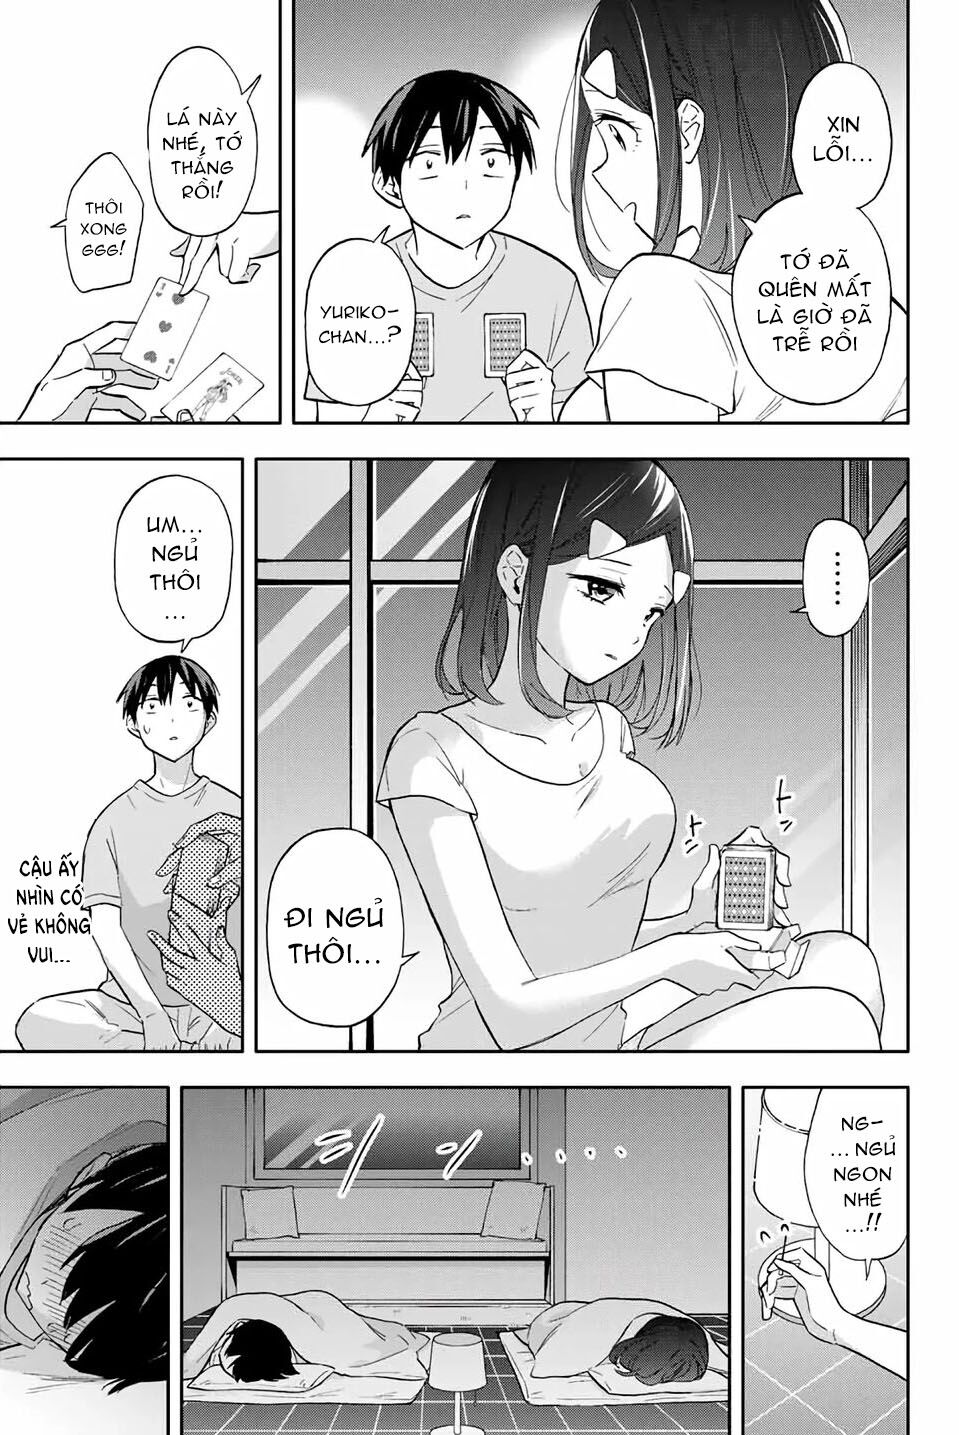 XIN
LỖI...
TỚ ĐÃ
QUÊN MẤT
LÀ GIỜ ĐÃ
TRỄ RỒI
YURIKO-
CHAN...?
LÁ NÀY
NHÉ, TỚ
THẮNG
RỒI!
THÔI
XONG
GGG!
JOKER
......
ĐI NGỦ
THÔI...
UM...
NGỦ
THÔI
...
CẬU ẤY
NHÌN CÓ
VẺ KHÔNG
VUI...
NG-
...NGỦ
NGON
NHÉ
...!!